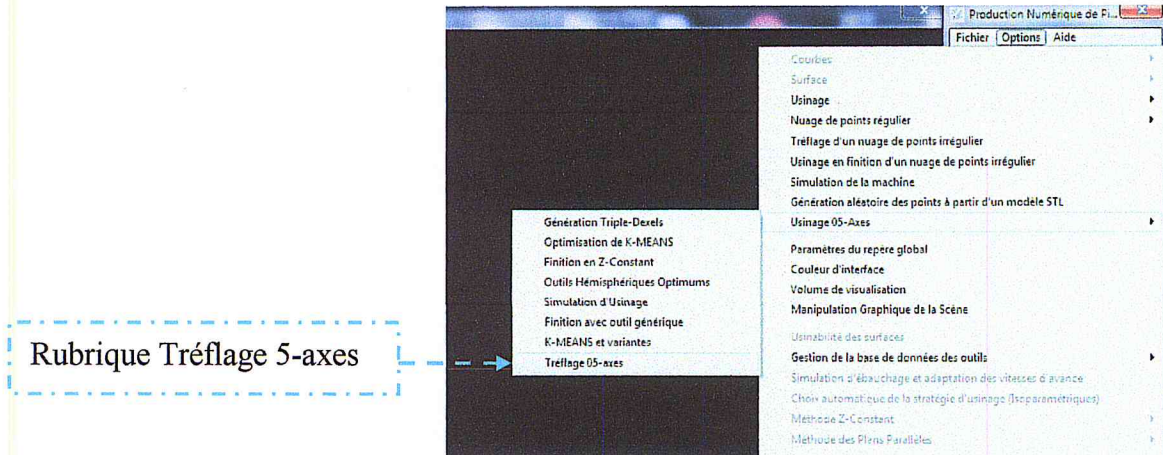 Production Numérique de Pi...
Fichier Options Aide
Courbes
Surface
Usinage
Nuage de points régulier
Tréflage d'un nuage de points irrégulier
Usinage en finition d'un nuage de points irrégulier
Simulation de la machine
Génération aléatoire des points à partir d'un modèle STL
Usinage 05-Axes
Paramètres du repère global
Couleur d'interface
Volume de visualisation
Manipulation Graphique de la Scène
Usinabilité des surfaces
Gestion de la base de données des outils
Simulation d'ébauchage et adaptation des vitesses d'avance
Choix automatique de la stratégie d'usinage (Isoparamétriques)
Méthode Z-Constant
Méthode des Plans Parallèles
Génération Triple-Dexels
Optimisation de K-MEANS
Finition en Z-Constant
Outils Hémisphériques Optimums
Simulation d'Usinage
Finition avec outil générique
K-MEANS et variantes
Tréflage 05-axes
Rubrique Tréflage 5-axes